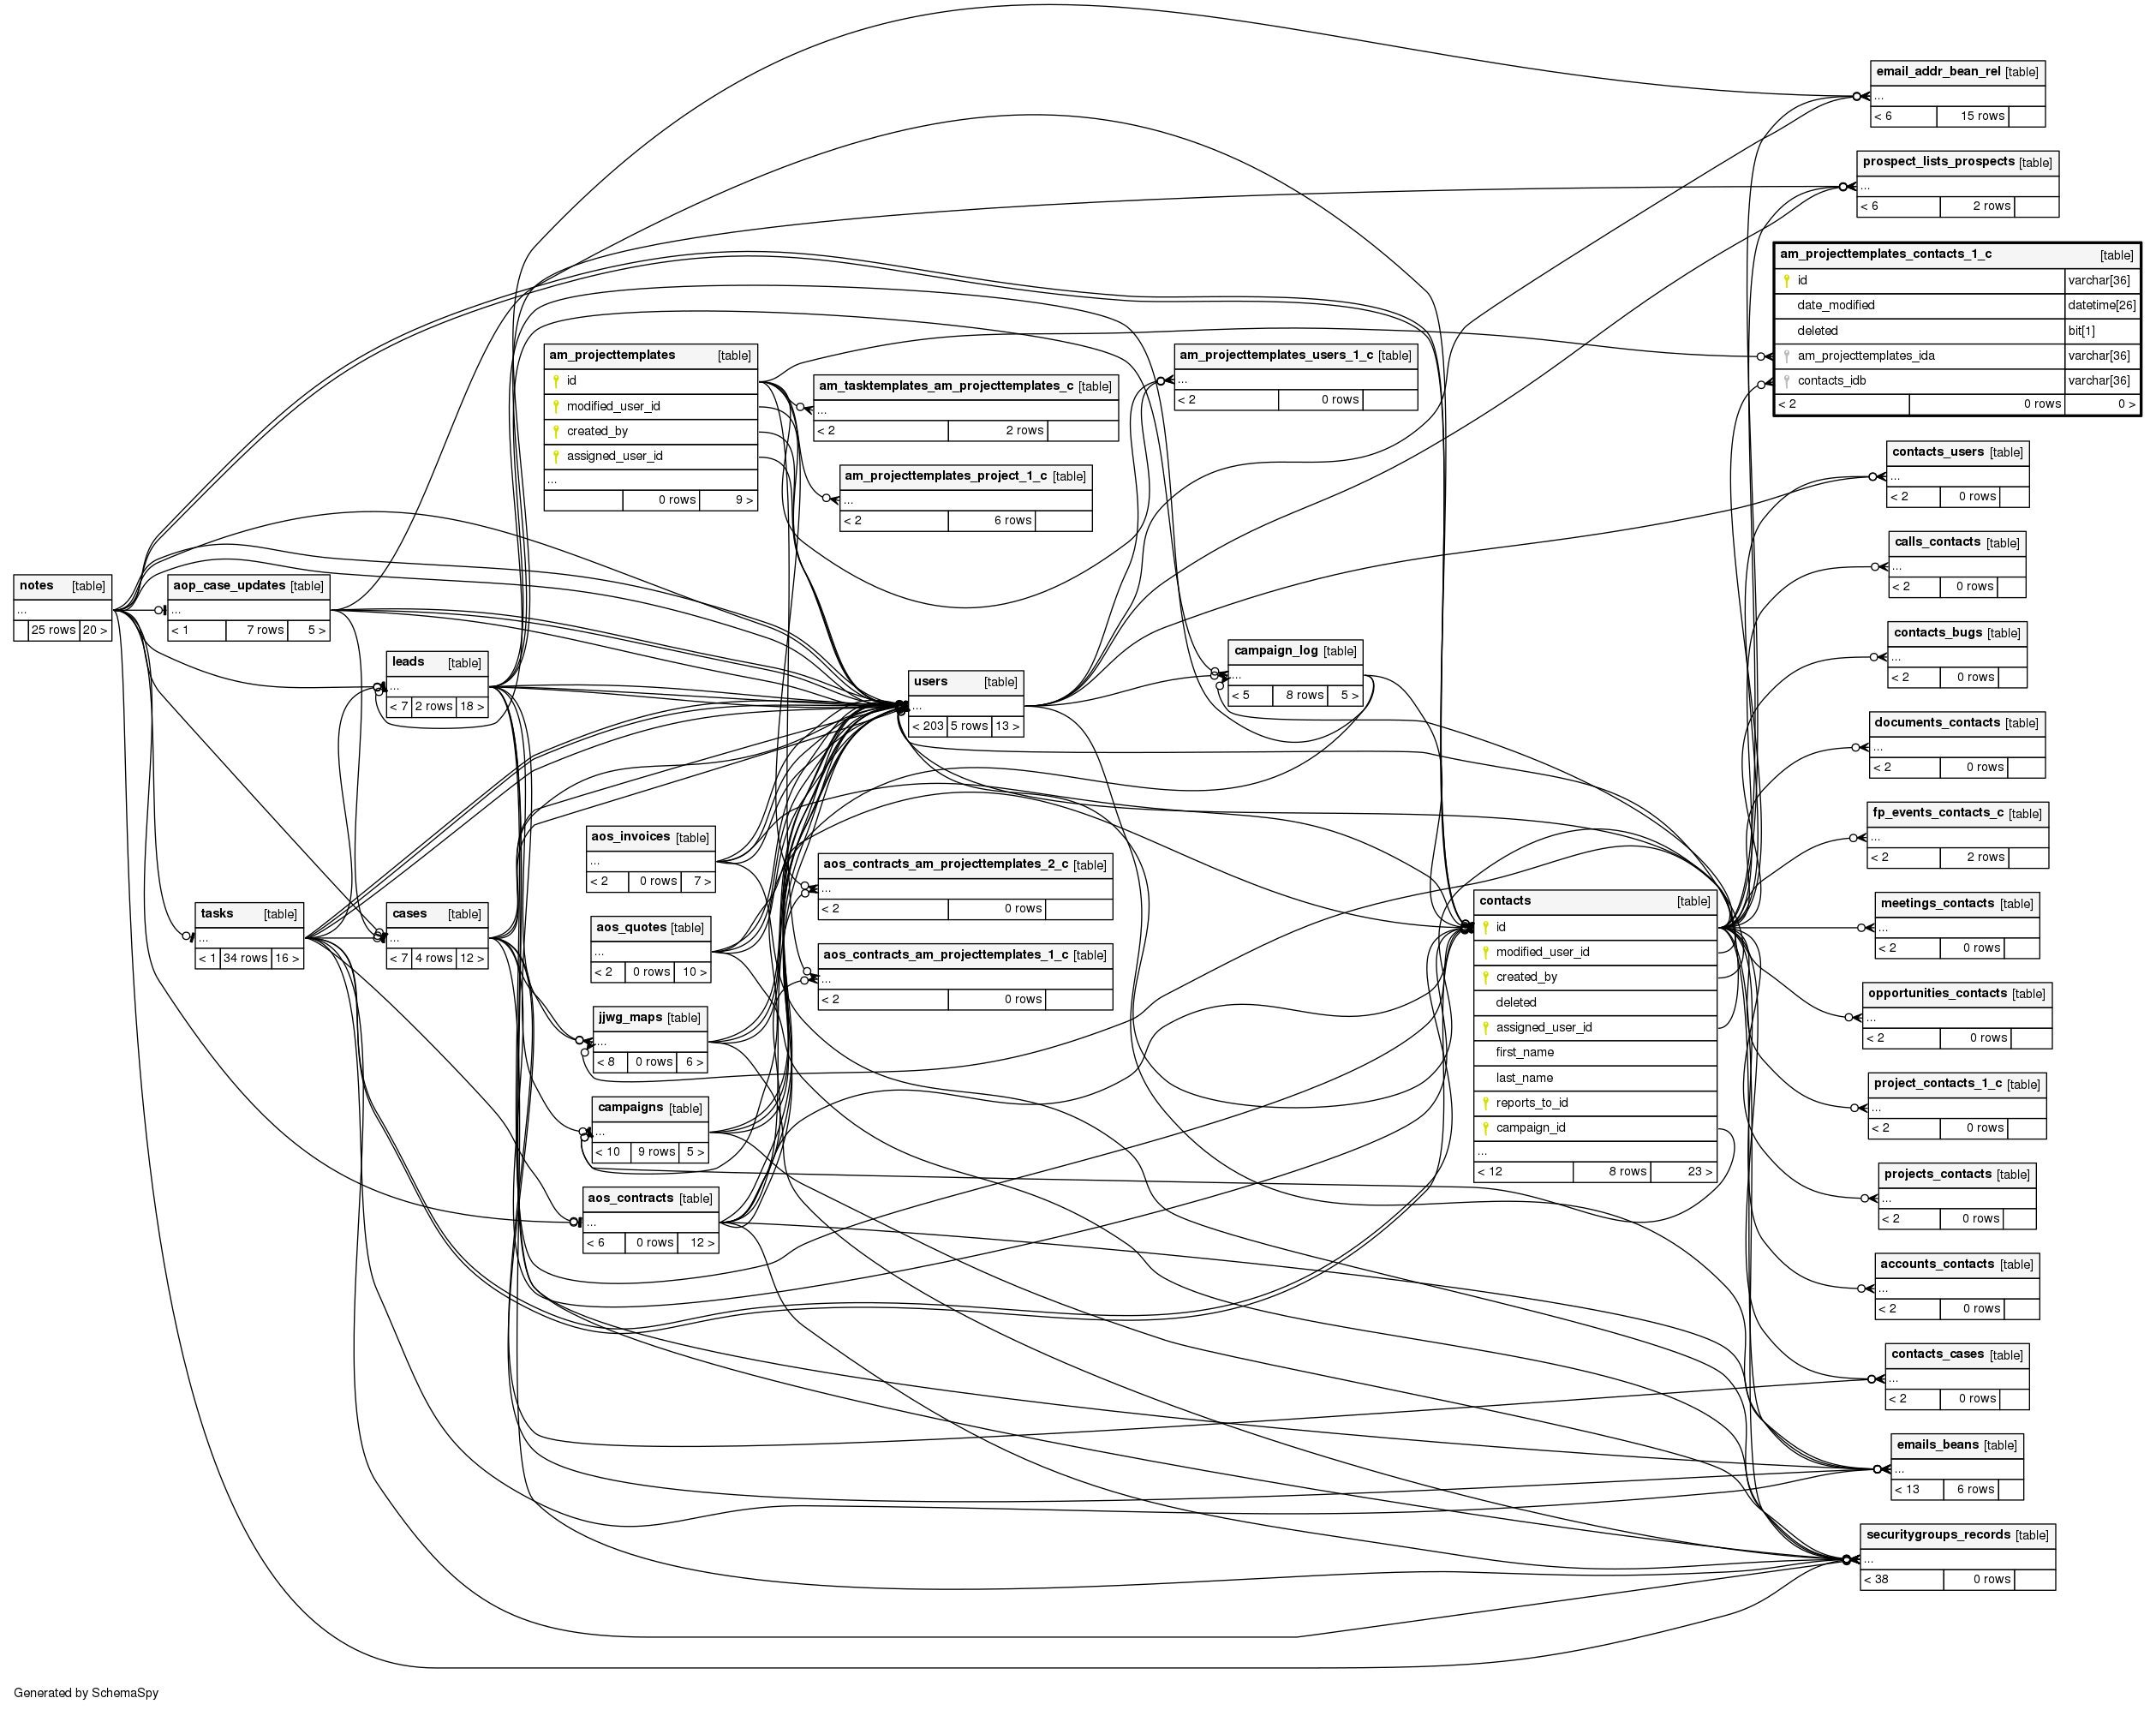 email_addr_bean_rel [table]
...
< 6 15 rows
prospect_lists_prospects [table]
...
< 6 2 rows
am_projecttemplates_contacts_1_c [table]
id varchar[36]
date_modified datetime[26]
deleted bit[1]
am_projecttemplates_ida varchar[36]
contacts_idb varchar[36]
< 2 0 rows 0 >
am_projecttemplates [table]
id
modified_user_id
created_by
assigned_user_id
...
0 rows 9 >
am_tasktemplates_am_projecttemplates_c [table]
...
< 2 2 rows
am_projecttemplates_project_1_c [table]
...
< 2 6 rows
am_projecttemplates_users_1_c [table]
...
< 2 0 rows
contacts_users [table]
...
< 2 0 rows
calls_contacts [table]
...
< 2 0 rows
notes [table]
...
25 rows 20 >
aop_case_updates [table]
...
< 1 7 rows 5 >
leads [table]
...
< 7 2 rows 18 >
users [table]
...
< 203 5 rows 13 >
campaign_log [table]
...
< 5 8 rows 5 >
contacts_bugs [table]
...
< 2 0 rows
documents_contacts [table]
...
< 2 0 rows
fp_events_contacts_c [table]
...
< 2 2 rows
tasks [table]
...
< 1 34 rows 16 >
cases [table]
...
< 7 4 rows 12 >
aos_invoices [table]
...
< 2 0 rows 7 >
aos_quotes [table]
...
< 2 0 rows 10 >
jjwg_maps [table]
...
< 8 0 rows 6 >
campaigns [table]
...
< 10 9 rows 5 >
aos_contracts [table]
...
< 6 0 rows 12 >
aos_contracts_am_projecttemplates_2_c [table]
...
< 2 0 rows
aos_contracts_am_projecttemplates_1_c [table]
...
< 2 0 rows
contacts [table]
id
modified_user_id
created_by
deleted
assigned_user_id
first_name
last_name
reports_to_id
campaign_id
...
< 12 8 rows 23 >
meetings_contacts [table]
...
< 2 0 rows
opportunities_contacts [table]
...
< 2 0 rows
project_contacts_1_c [table]
...
< 2 0 rows
projects_contacts [table]
...
< 2 0 rows
accounts_contacts [table]
...
< 2 0 rows
contacts_cases [table]
...
< 2 0 rows
emails_beans [table]
...
< 13 6 rows
securitygroups_records [table]
...
< 38 0 rows
Generated by SchemaSpy